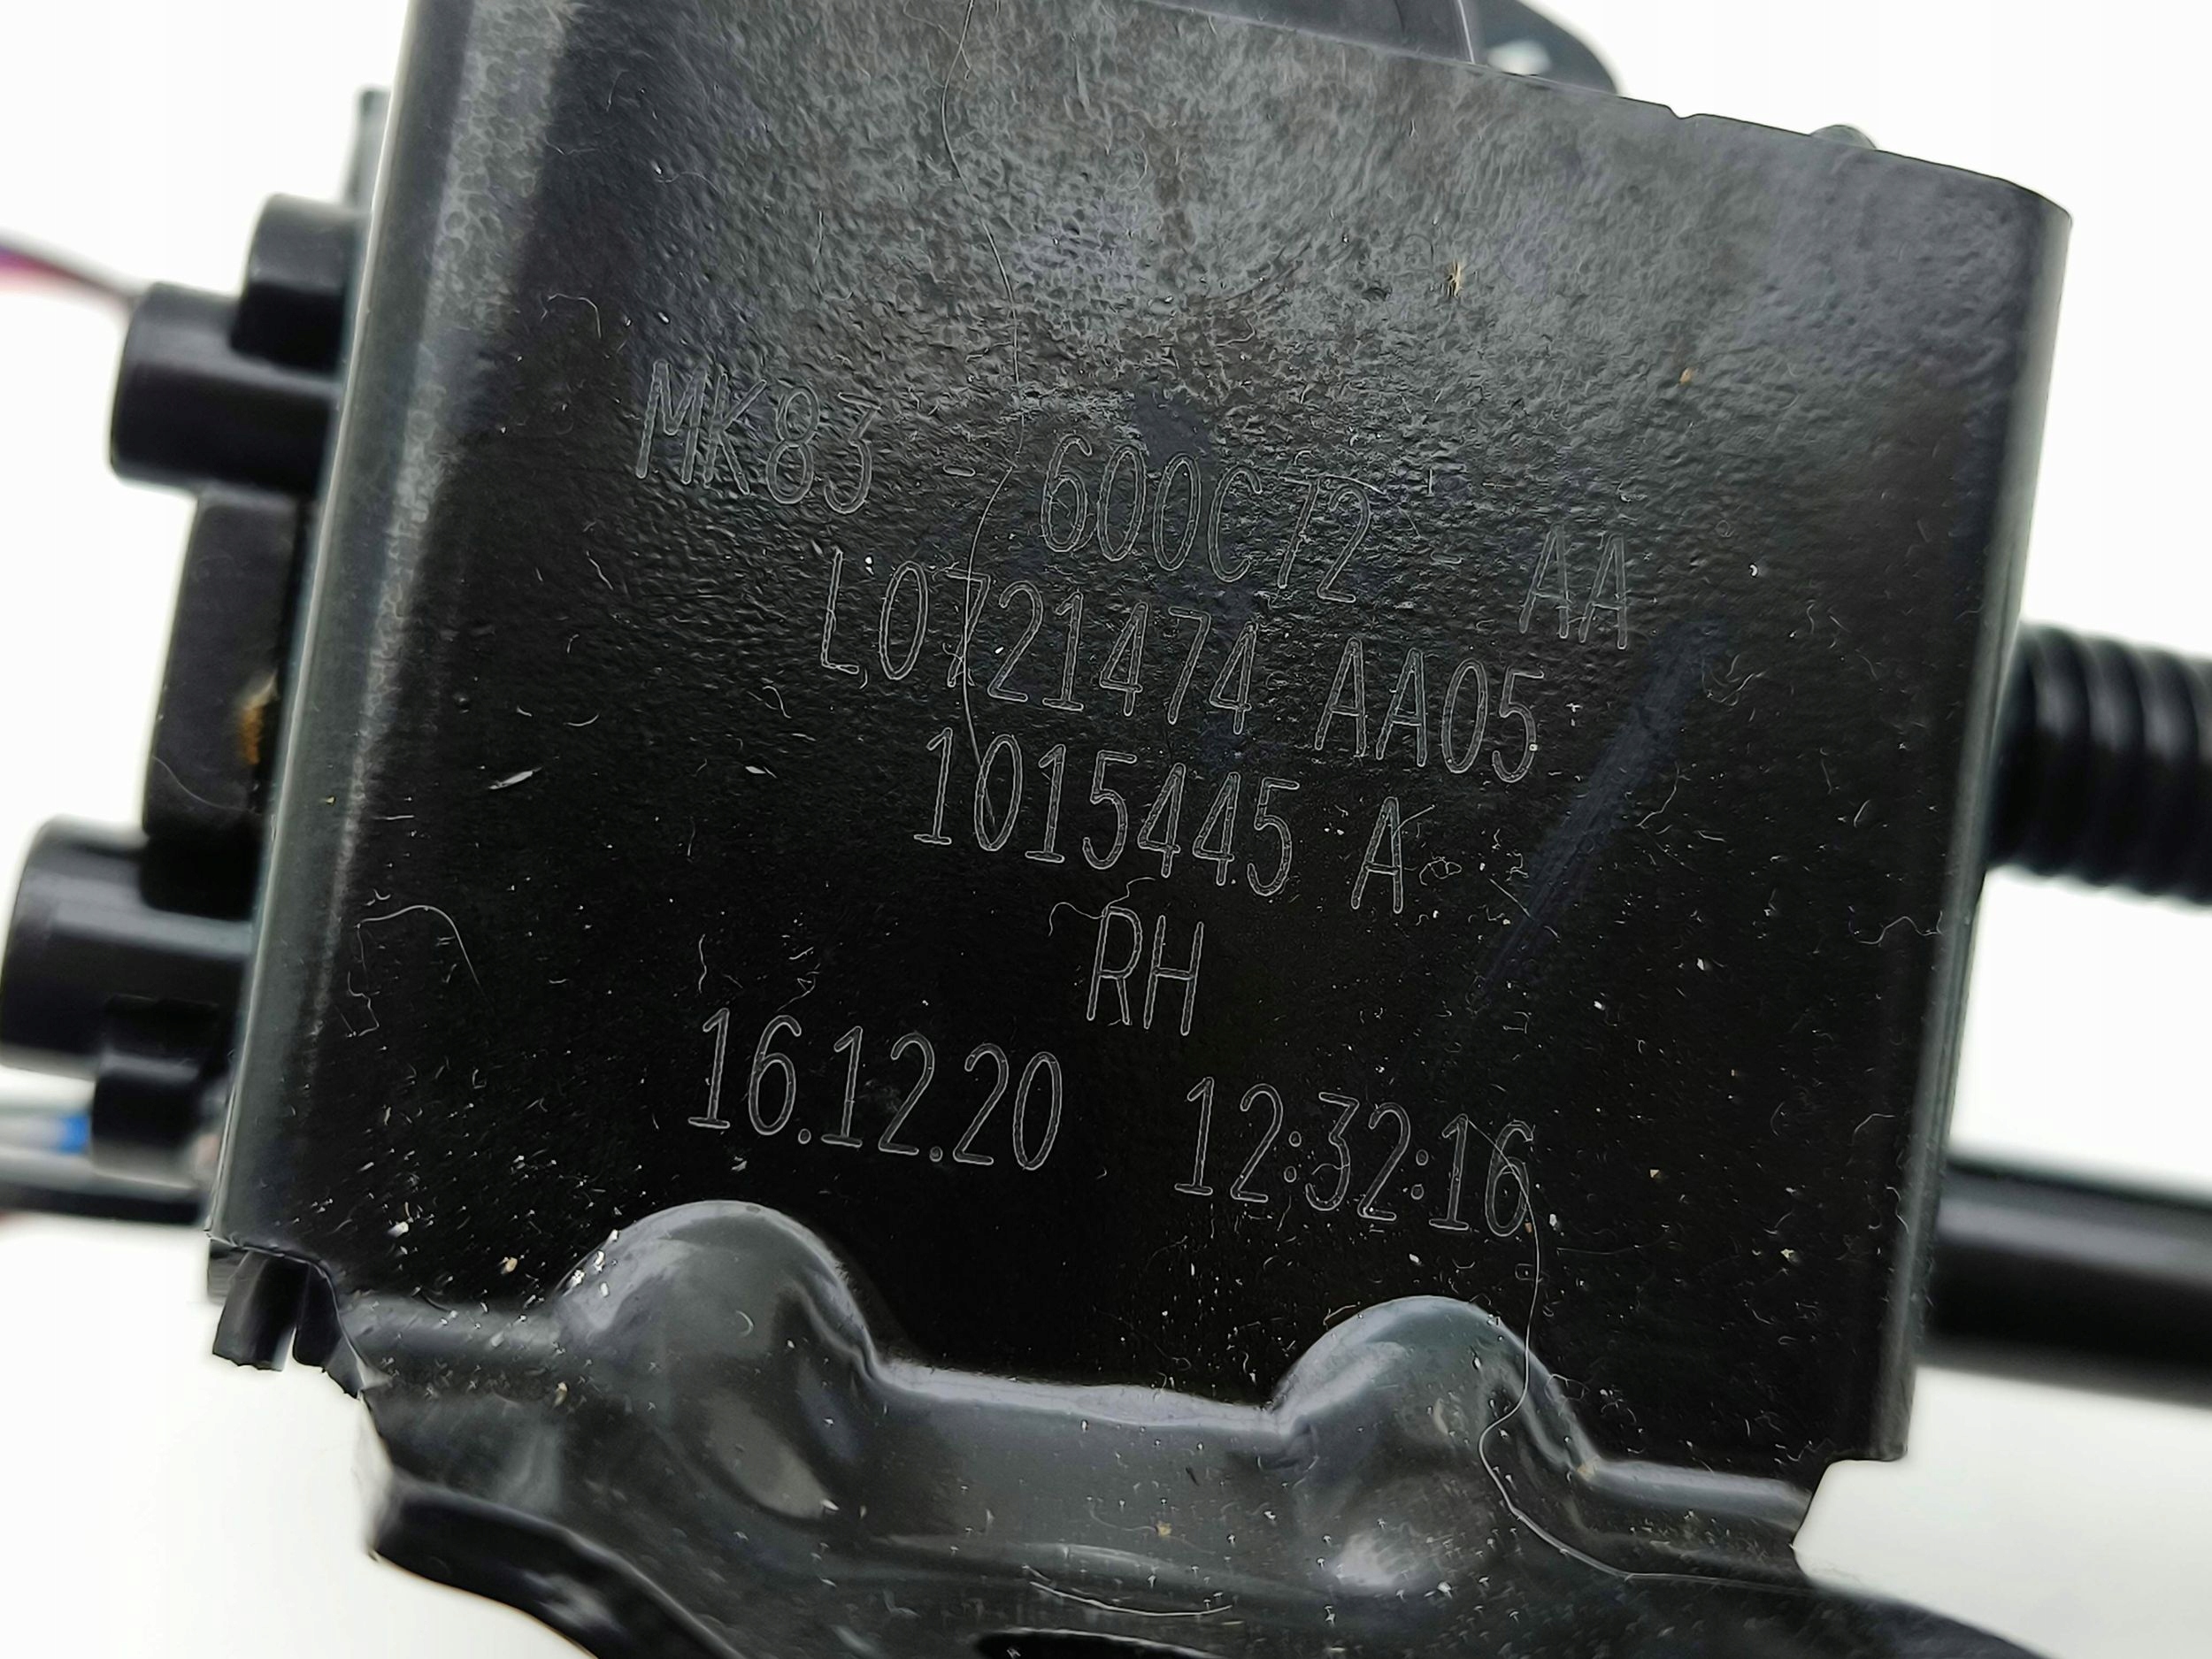 MK83 - 600C72 - AA
L0721474 AA05
1015445 A
RH
16.12.20 12:32:16